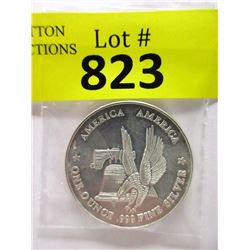 TTON
CTIONS
Lot #
823
AMERICA AMERICA
ONE OUNCE .999 FINE SILVER